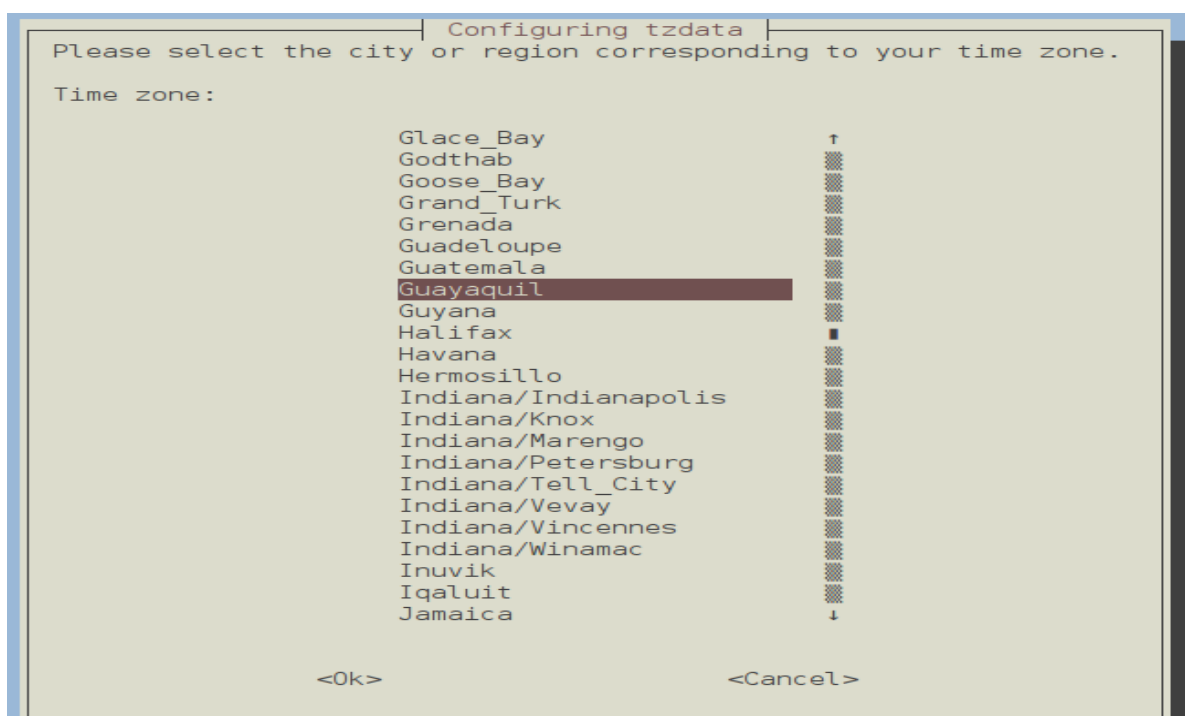 Configuring tzdata
Please select the city or region corresponding to your time zone.
Time zone:
Glace_Bay
Godthab
Goose_Bay
Grand_Turk
Grenada
Guadeloupe
Guatemala
Guayaquil
Guyana
Halifax
Havana
Hermosillo
Indiana/Indianapolis
Indiana/Knox
Indiana/Marengo
Indiana/Petersburg
Indiana/Tell_City
Indiana/Vevay
Indiana/Vincennes
Indiana/Winamac
Inuvik
Iqaluit
Jamaica
<Ok> <Cancel>